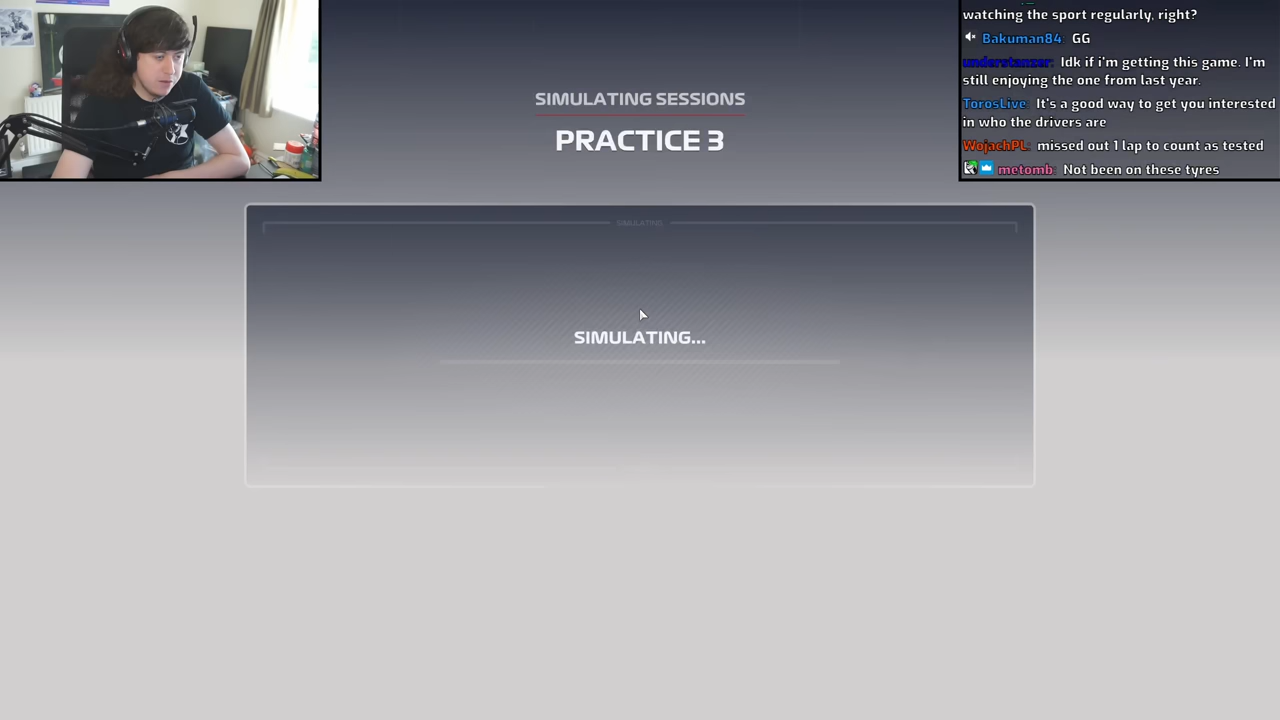 SIMULATING SESSIONS
PRACTICE 3
SIMULATING
SIMULATING...
watching the sport regularly, right?
Bakuman84: GG
understanzer: Idk if i'm getting this game. I'm
still enjoying the one from last year.
TorosLive: It's a good way to get you interested
in who the drivers are
WojachPL: missed out 1 lap to count as tested
metomb: Not been on these tyres